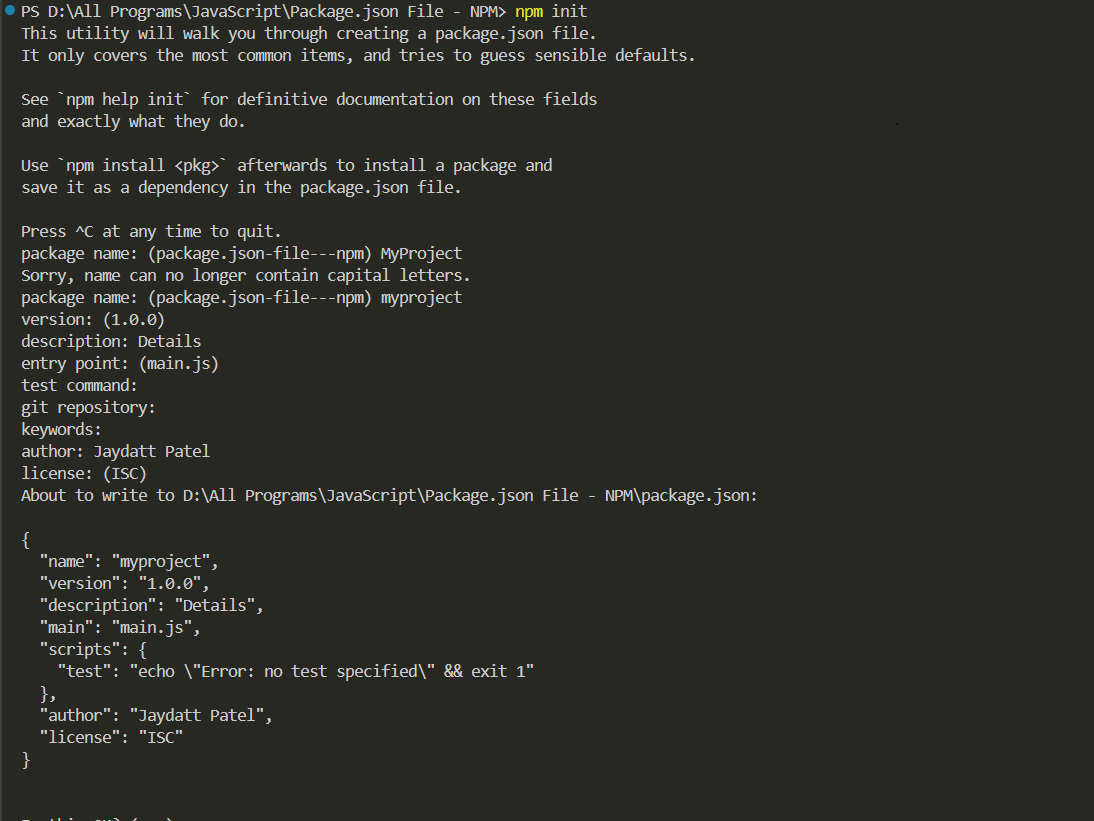 PS D:\All Programs\JavaScript\Package.json File - NPM> npm init
This utility will walk you through creating a package.json file.
It only covers the most common items, and tries to guess sensible defaults.
See `npm help init` for definitive documentation on these fields
and exactly what they do.
Use `npm install <pkg>` afterwards to install a package and
save it as a dependency in the package.json file.
Press ^C at any time to quit.
package name: (package.json-file---npm) MyProject
Sorry, name can no longer contain capital letters.
package name: (package.json-file---npm) myproject
version: (1.0.0)
description: Details
entry point: (main.js)
test command:
git repository:
keywords:
author: Jaydatt Patel
license: (ISC)
About to write to D:\All Programs\JavaScript\Package.json File - NPM\package.json:
{
  "name": "myproject",
  "version": "1.0.0",
  "description": "Details",
  "main": "main.js",
  "scripts": {
    "test": "echo \"Error: no test specified\" && exit 1"
  },
  "author": "Jaydatt Patel",
  "license": "ISC"
}